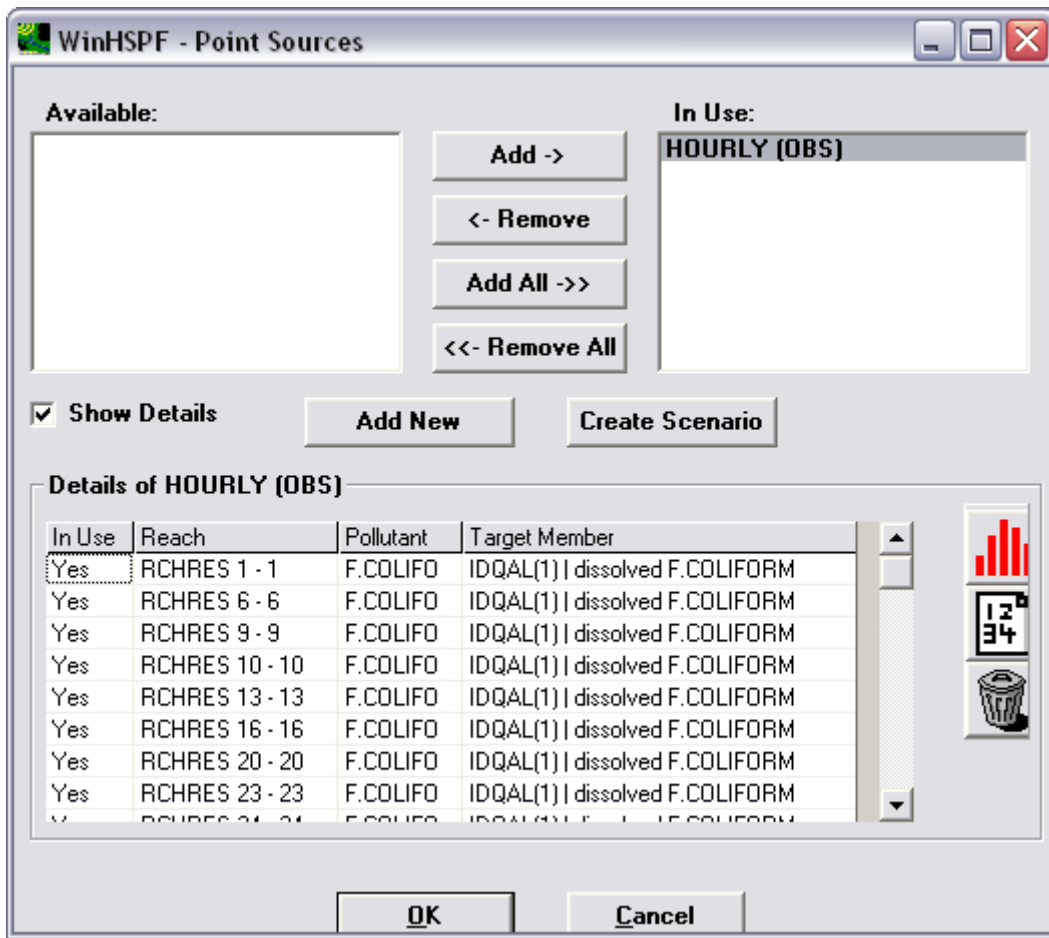 WinHSPF - Point Sources
Available:
In Use:
Add ->
HOURLY (OBS)
<- Remove
Add All ->>
<<- Remove All
Show Details
Add New
Create Scenario
Details of HOURLY (OBS)
In Use Reach Pollutant Target Member
Yes RCHRES 1 - 1 F.COLIFO IDQAL(1) | dissolved F.COLIFORM
Yes RCHRES 6 - 6 F.COLIFO IDQAL(1) | dissolved F.COLIFORM
Yes RCHRES 9 - 9 F.COLIFO IDQAL(1) | dissolved F.COLIFORM
Yes RCHRES 10 - 10 F.COLIFO IDQAL(1) | dissolved F.COLIFORM
Yes RCHRES 13 - 13 F.COLIFO IDQAL(1) | dissolved F.COLIFORM
Yes RCHRES 16 - 16 F.COLIFO IDQAL(1) | dissolved F.COLIFORM
Yes RCHRES 20 - 20 F.COLIFO IDQAL(1) | dissolved F.COLIFORM
Yes RCHRES 23 - 23 F.COLIFO IDQAL(1) | dissolved F.COLIFORM
12
34
OK
Cancel